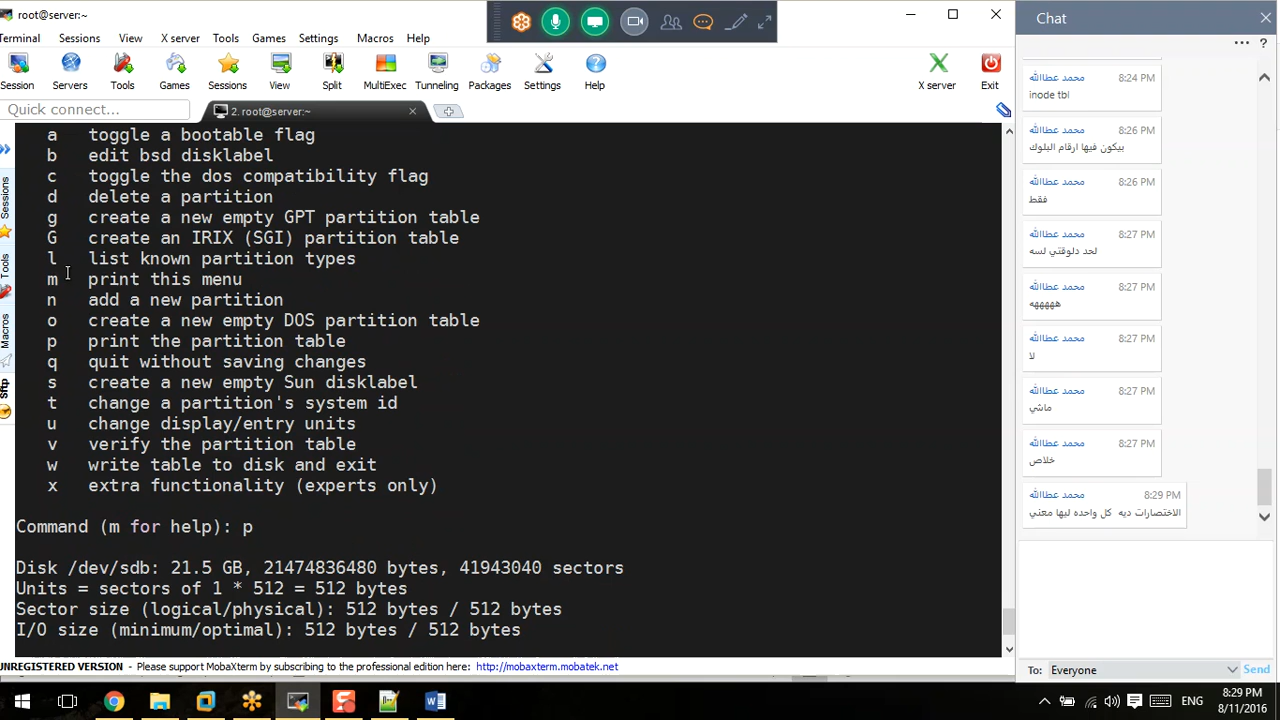 root@server:~
Terminal Sessions View X server Tools Games Settings Macros Help
Session Servers Tools Games Sessions View Split MultiExec Tunneling Packages Settings Help X server Exit
Quick connect...
2. root@server:~
a toggle a bootable flag
b edit bsd disklabel
c toggle the dos compatibility flag
d delete a partition
g create a new empty GPT partition table
G create an IRIX (SGI) partition table
l list known partition types
m print this menu
n add a new partition
o create a new empty DOS partition table
p print the partition table
q quit without saving changes
s create a new empty Sun disklabel
t change a partition's system id
u change display/entry units
v verify the partition table
w write table to disk and exit
x extra functionality (experts only)
Command (m for help): p
Disk /dev/sdb: 21.5 GB, 21474836480 bytes, 41943040 sectors
Units = sectors of 1 * 512 = 512 bytes
Sector size (logical/physical): 512 bytes / 512 bytes
I/O size (minimum/optimal): 512 bytes / 512 bytes
UNREGISTERED VERSION - Please support MobaXterm by subscribing to the professional edition here: http://mobaxterm.mobatek.net
Sessions
Tools
Macros
Sftp
Chat
محمد عطاالله 8:24 PM
inode tbl
محمد عطاالله 8:26 PM
بيكون فيها ارقام البلوك
محمد عطاالله 8:26 PM
فقط
محمد عطاالله 8:27 PM
لحد دلوقتي لسه
محمد عطاالله 8:27 PM
ههههههه
محمد عطاالله 8:27 PM
لا
محمد عطاالله 8:27 PM
ماشي
محمد عطاالله 8:27 PM
خلاص
محمد عطاالله 8:29 PM
الاختصارات ديه كل واحده ليها معني
To: Everyone Send
ENG 8:29 PM
8/11/2016